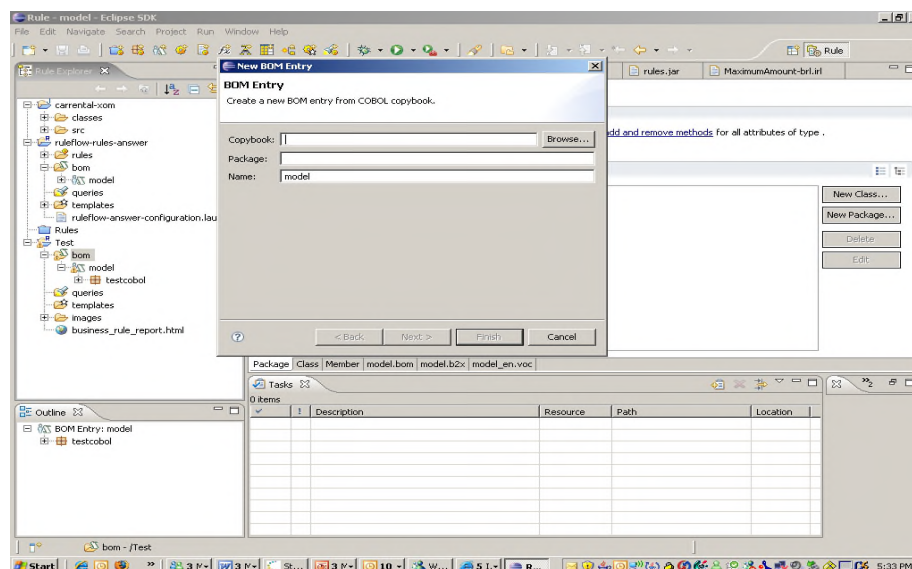 Rule - model - Eclipse SDK
File Edit Navigate Search Project Run Window Help
Rule
Rule Explorer
rules.jar
MaximumAmount-brl.irl
carrental-xom
classes
src
ruleflow-rules-answer
rules
bom
model
queries
templates
ruleflow-answer-configuration.lau
Rules
Test
bom
model
testcobol
queries
templates
images
business_rule_report.html
New BOM Entry
BOM Entry
Create a new BOM entry from COBOL copybook.
Copybook:
Browse...
Package:
Name: model
< Back
Next >
Finish
Cancel
add and remove methods for all attributes of type .
New Class...
New Package...
Delete
Edit
Package Class Member model.bom model.b2x model_en.voc
Tasks
0 items
! Description Resource Path Location
Outline
BOM Entry: model
testcobol
bom - /Test
Start
5:33 PM